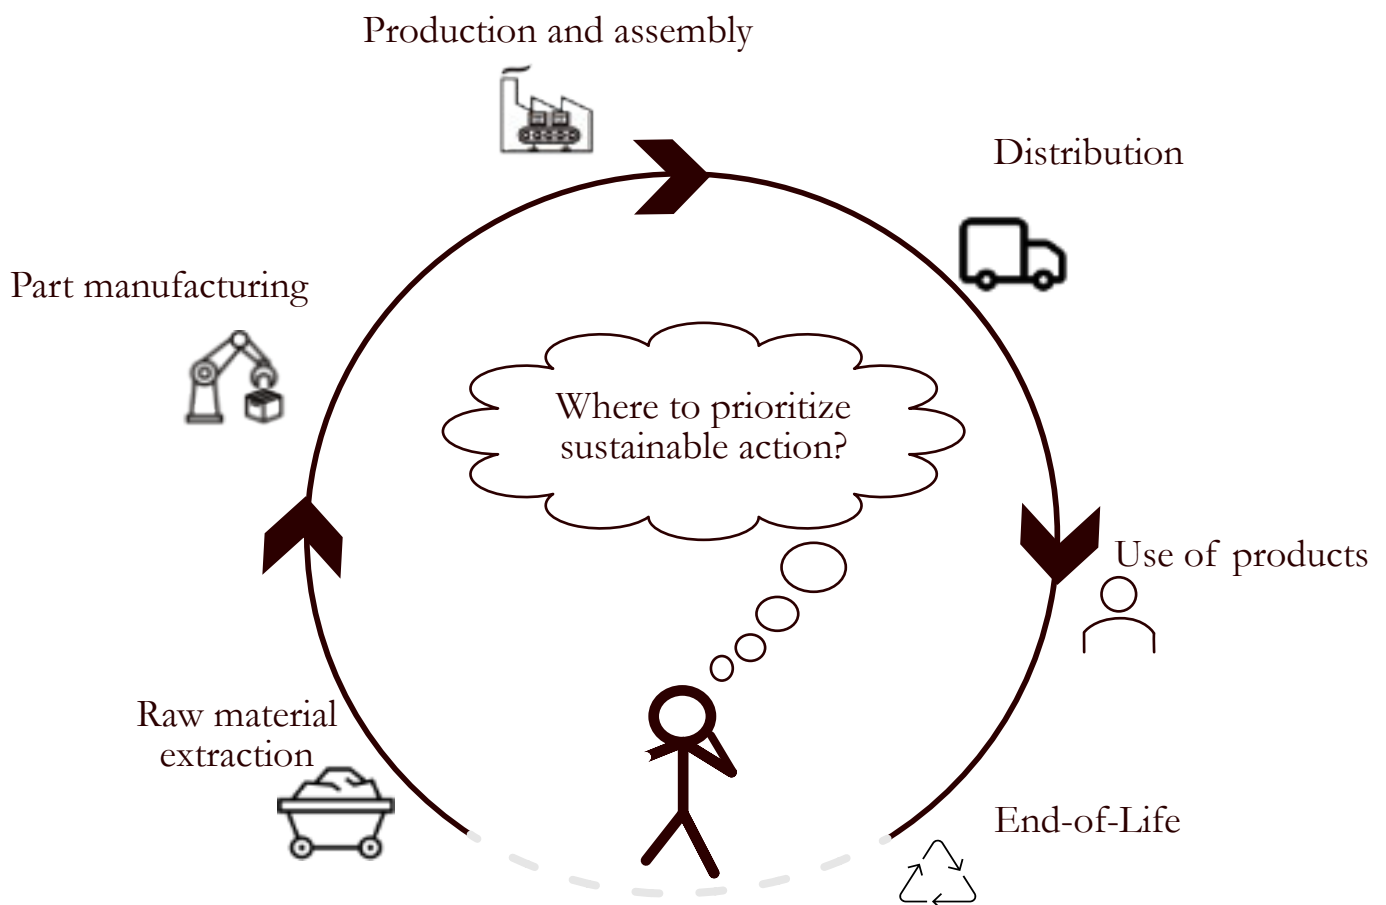 Production and assembly
Distribution
Part manufacturing
Where to prioritize
sustainable action?
Use of products
Raw material
extraction
End-of-Life